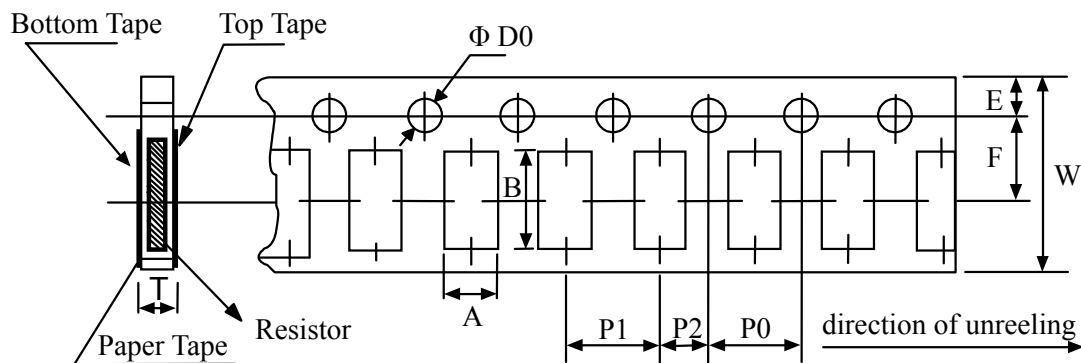 Bottom Tape
Top Tape
Φ D0
E
F
W
B
T
A
Resistor
Paper Tape
P1
P2
P0
direction of unreeling